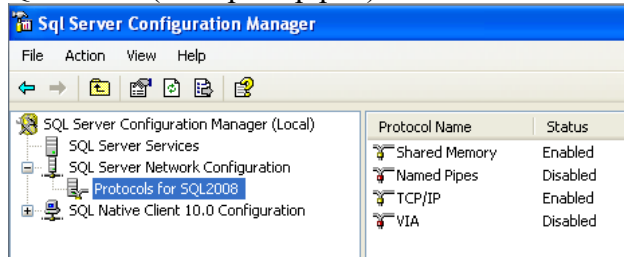 Sql Server Configuration Manager
File Action View Help
SQL Server Configuration Manager (Local)
SQL Server Services
SQL Server Network Configuration
Protocols for SQL2008
SQL Native Client 10.0 Configuration
Protocol Name Status
Shared Memory Enabled
Named Pipes Disabled
TCP/IP Enabled
VIA Disabled